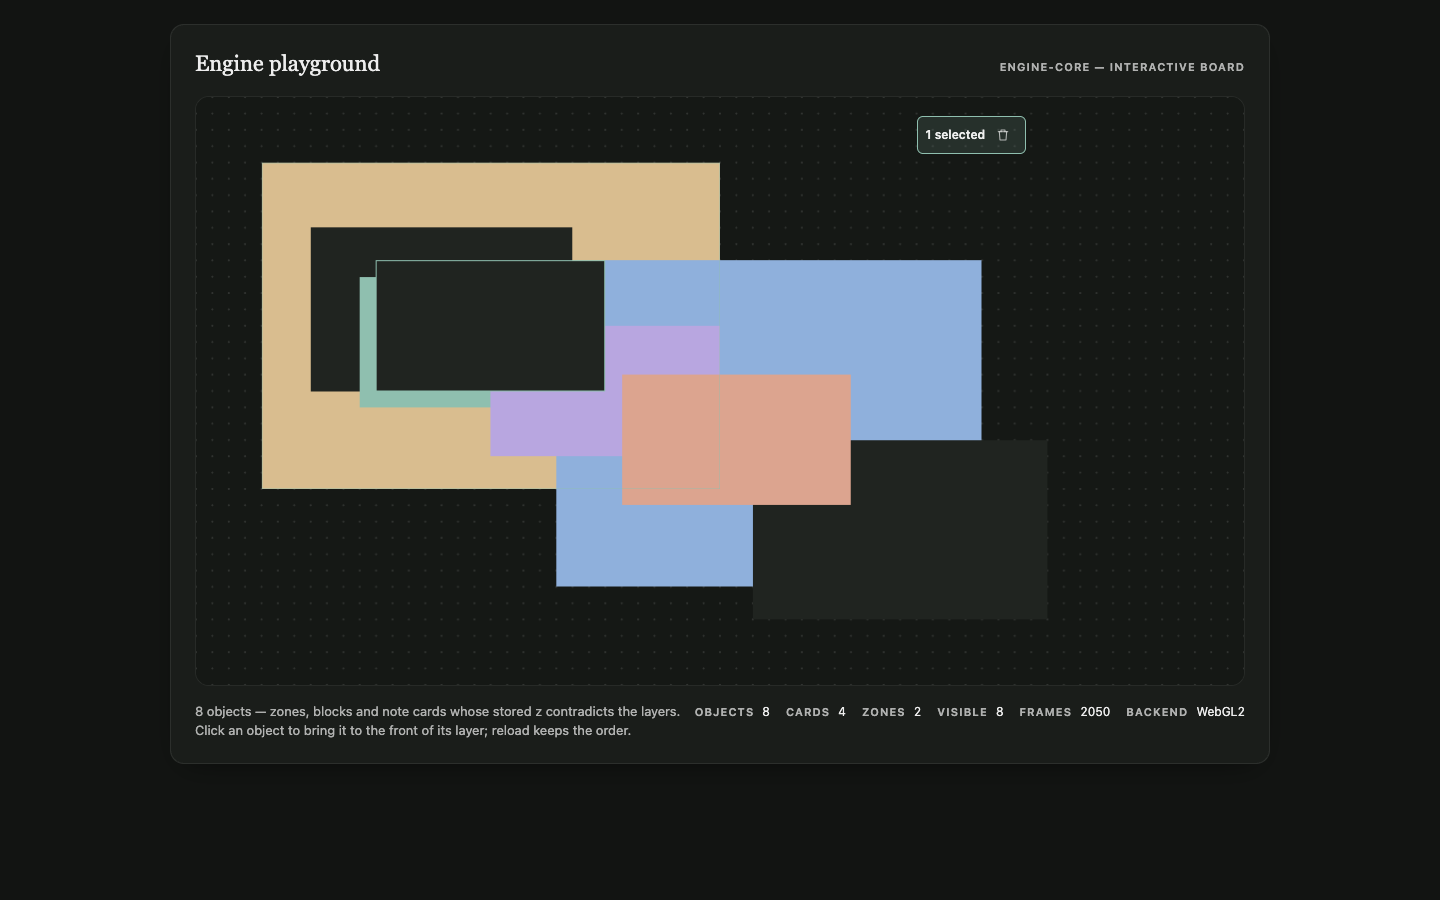 Engine playground
ENGINE-CORE — INTERACTIVE BOARD
1 selected
8 objects — zones, blocks and note cards whose stored z contradicts the layers.
Click an object to bring it to the front of its layer; reload keeps the order.
OBJECTS 8 CARDS 4 ZONES 2 VISIBLE 8 FRAMES 2050 BACKEND WebGL2